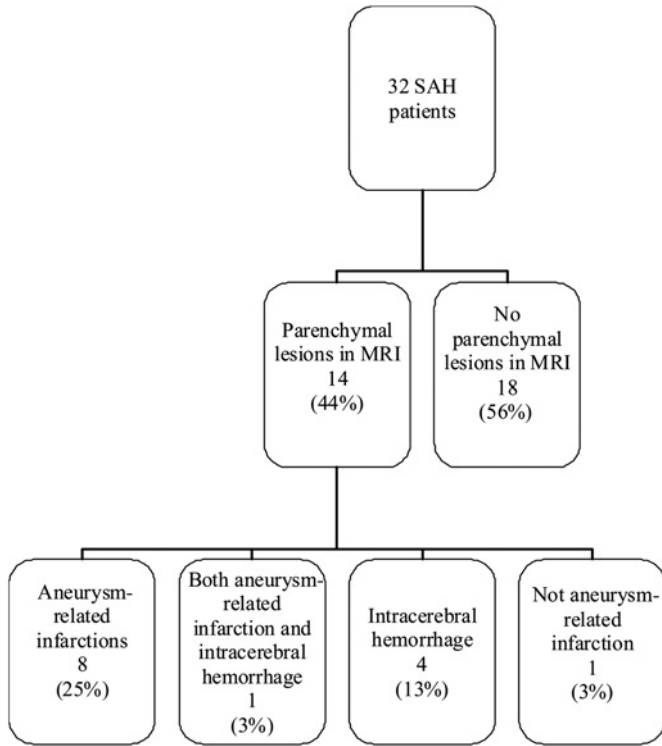 32 SAH
patients
Parenchymal
lesions in MRI
14
(44%)
No
parenchymal
lesions in MRI
18
(56%)
Aneurysm-
related
infarctions
8
(25%)
Both aneurysm-
related
infarction and
intracerebral
hemorrhage
1
(3%)
Intracerebral
hemorrhage
4
(13%)
Not aneurysm-
related
infarction
1
(3%)